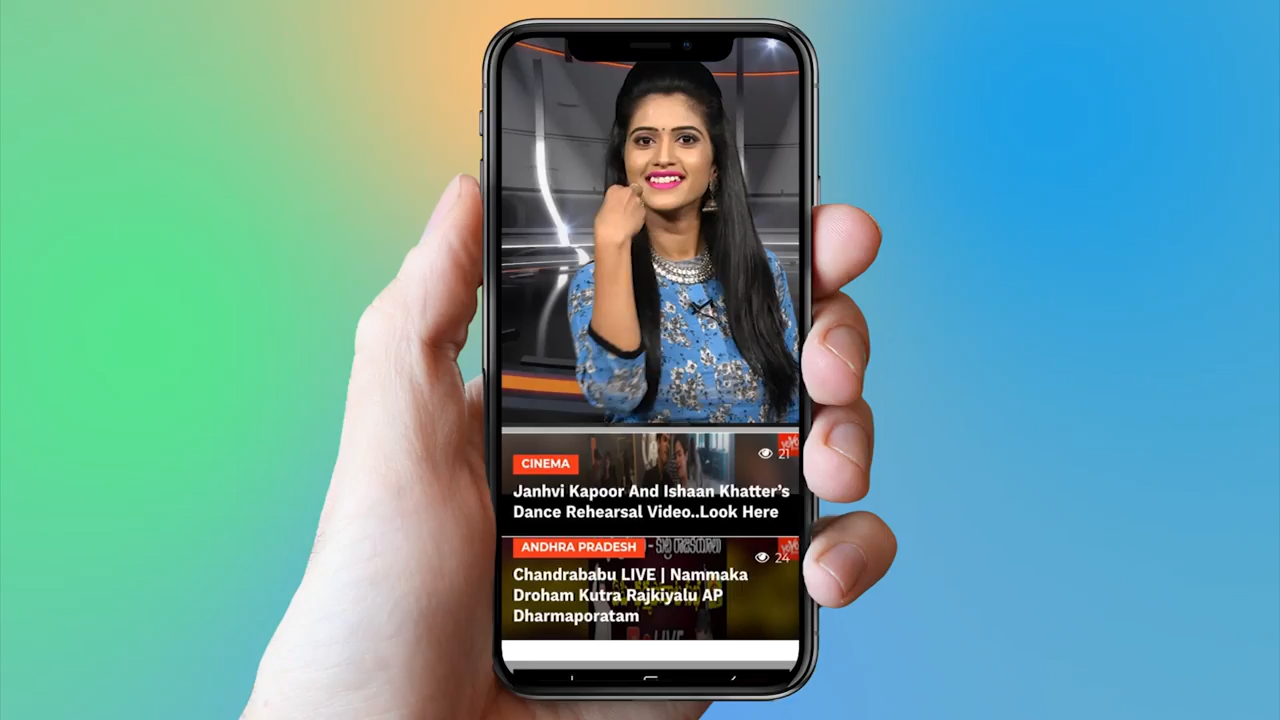 CINEMA
21
Janhvi Kapoor And Ishaan Khatter's
Dance Rehearsal Video..Look Here
ANDHRA PRADESH
24
Chandrababu LIVE | Nammaka
Droham Kutra Rajkiyalu AP
Dharmaporatam
LIVE